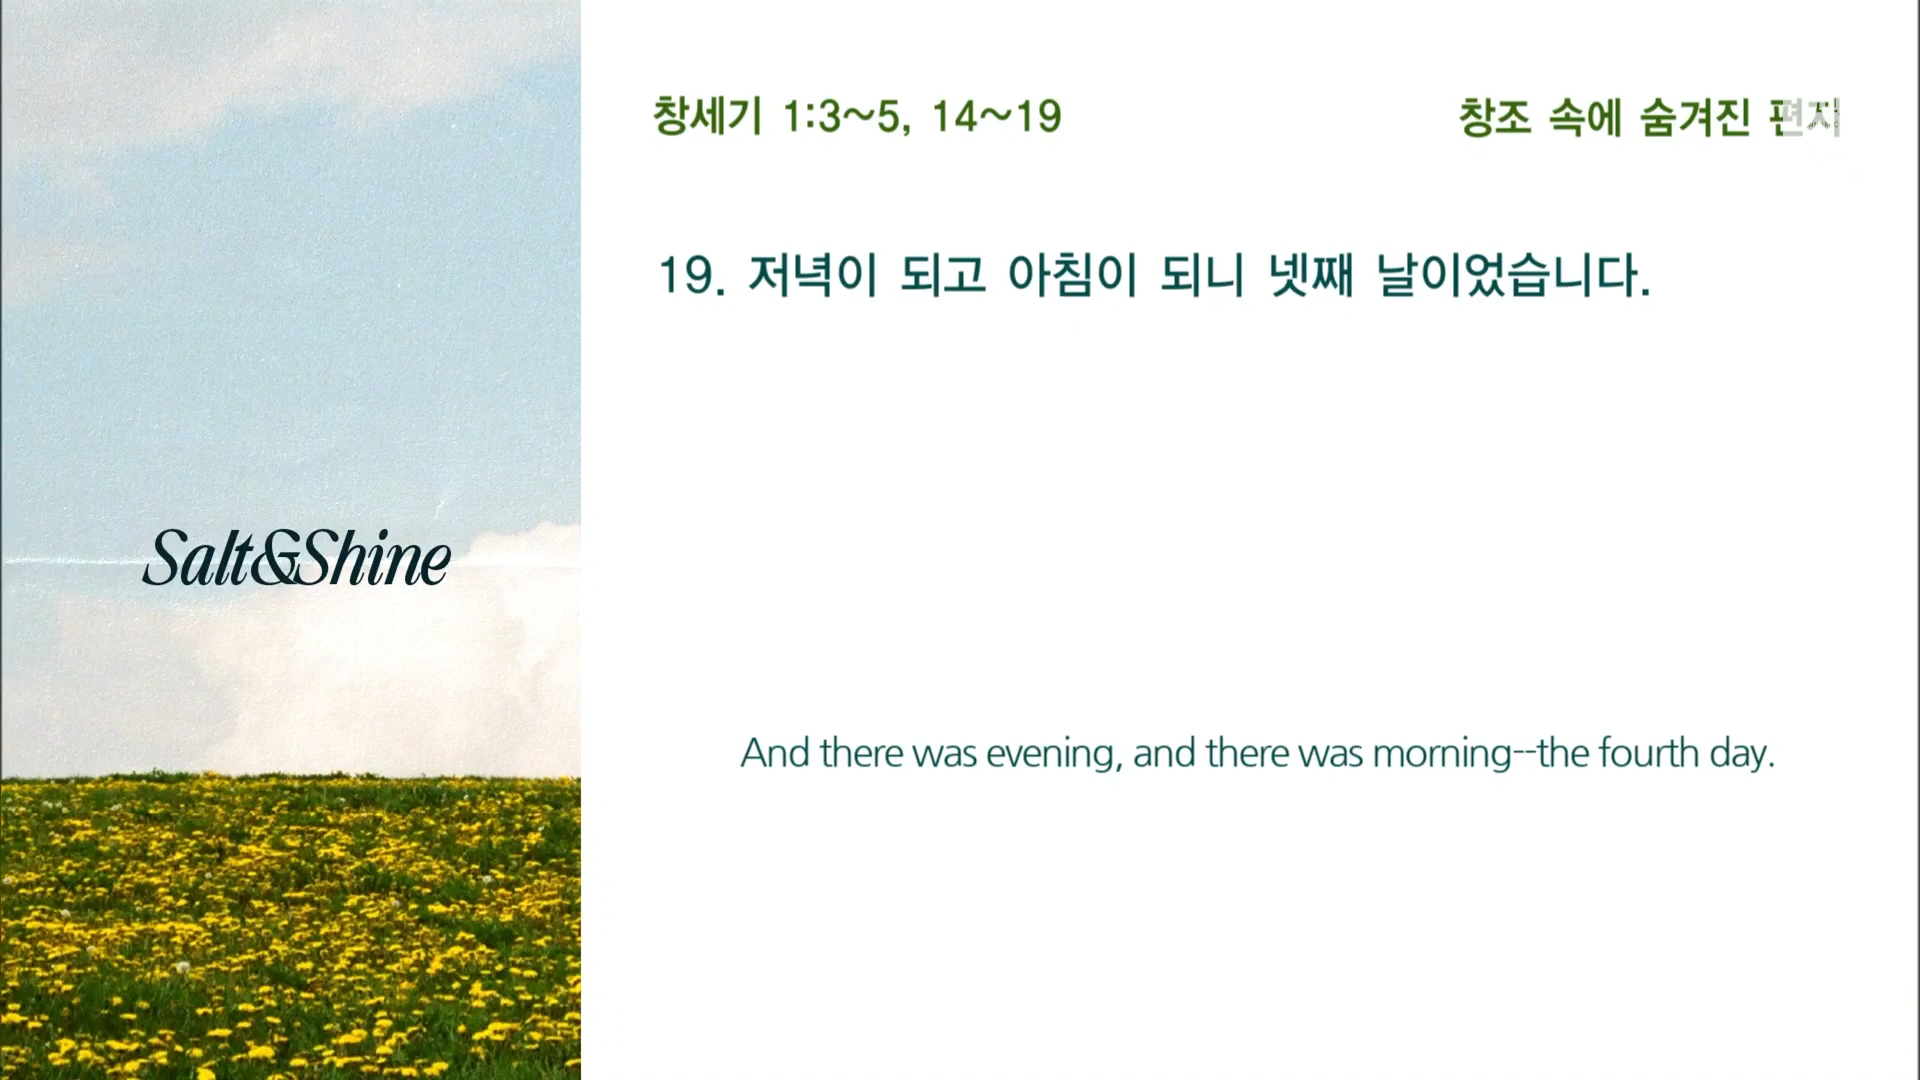 창세기 1:3~5, 14~19
창조 속에 숨겨진 편지
19. 저녁이 되고 아침이 되니 넷째 날이었습니다.
Salt&Shine
And there was evening, and there was morning--the fourth day.